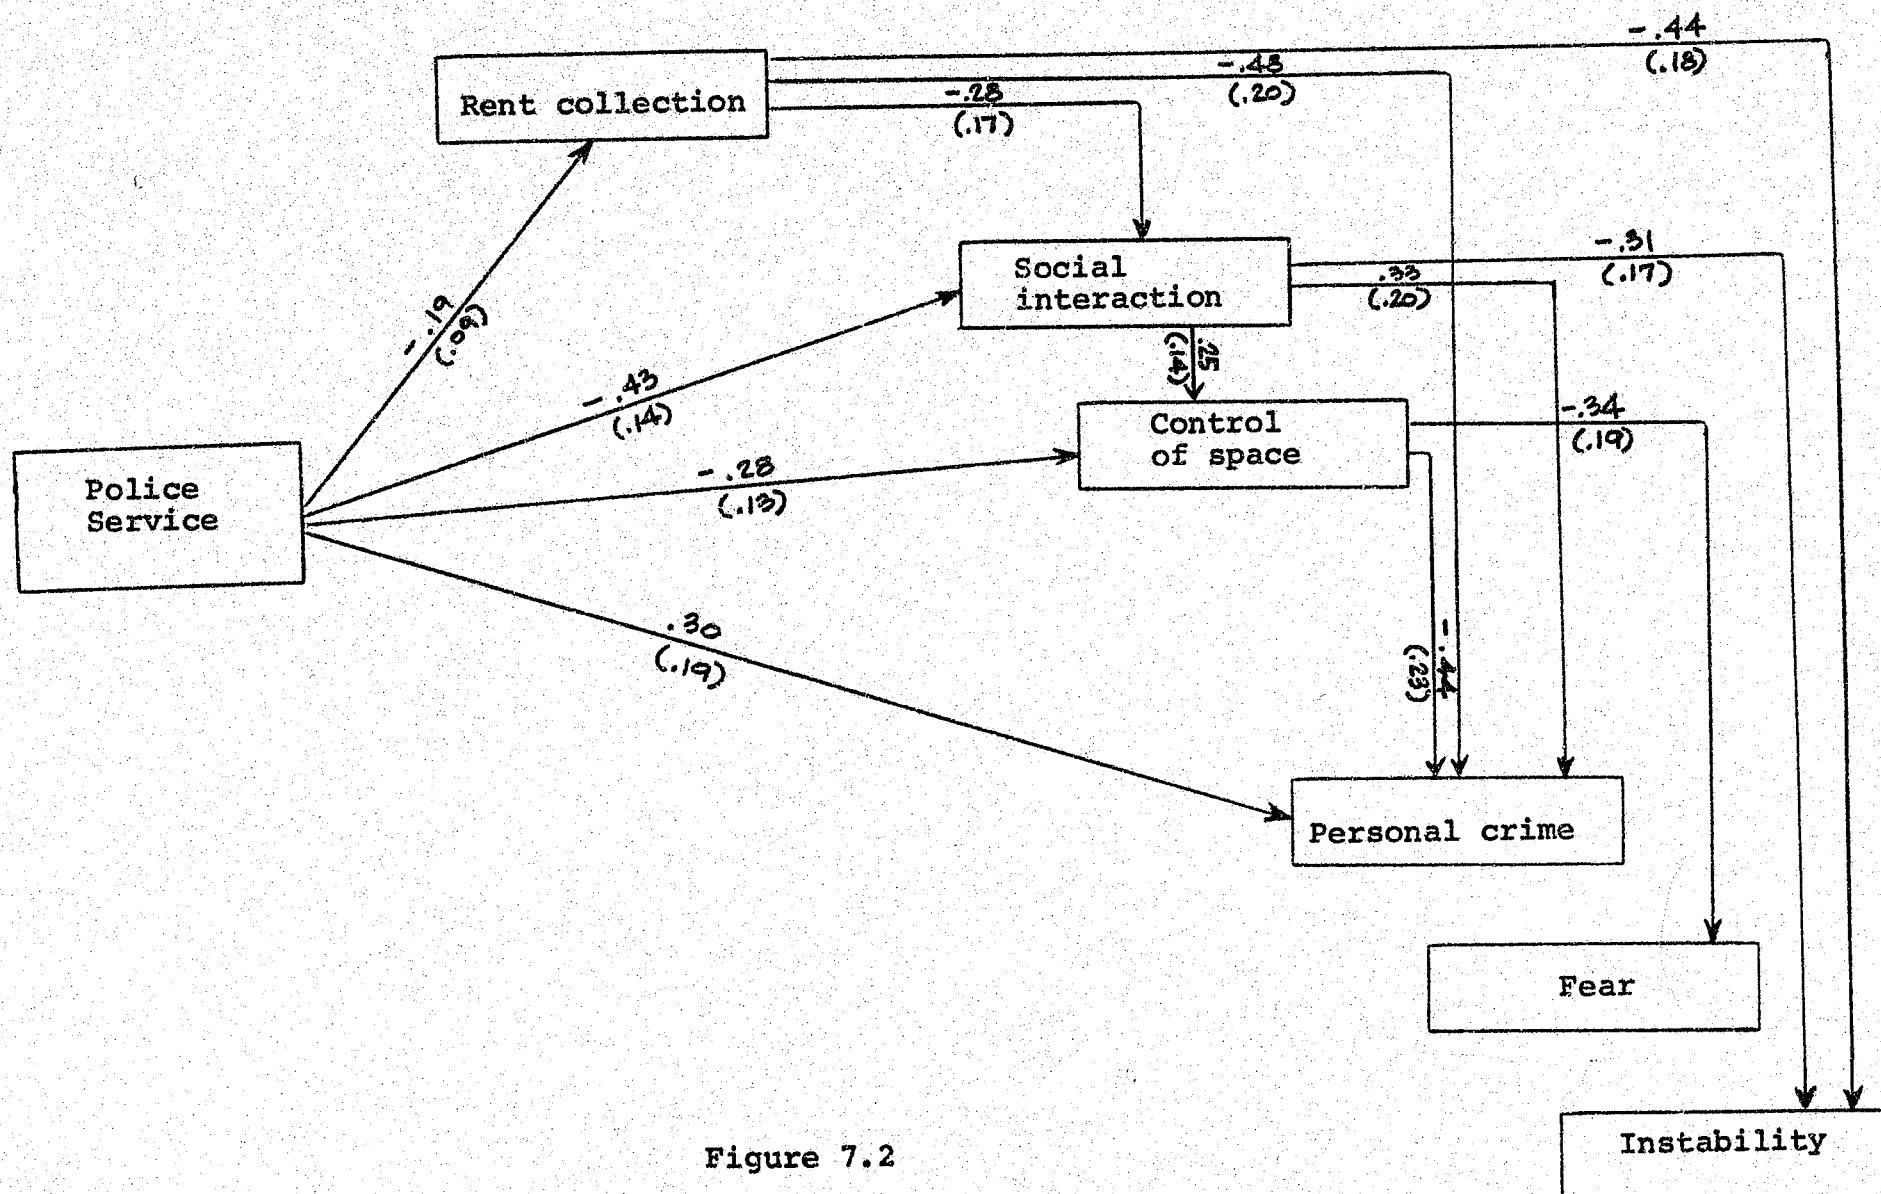 -.44
(.18)
-.48
(.20)
-.28
(.17)
Rent collection
Social
interaction
-.31
(.17)
.33
(.20)
-.19
(.09)
.25
(.14)
-.43
(.14)
Control
of space
-.34
(.19)
-.28
(.13)
Police
Service
.30
(.19)
-.44
(.23)
Personal crime
Fear
Instability
Figure 7.2